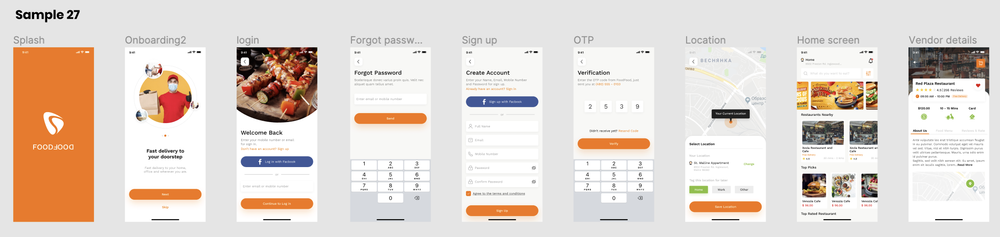 Sample 27
Splash
9:41
FOODFOOD
Onboarding2
9:41
Fast delivery to
your doorstep
Fast delivery to your home,
office and wherever you are.
Next
Skip
login
9:41
Welcome Back
Enter your mobile number or email
for sign in.
Don't have an account? Sign up
Log in with Facbook
or
Enter email or mobile number
Continue to Log in
Forgot passw...
9:41
Forgot Password
Scelerisque donec varius proin quis. Velit nec
aliquet quam tellus amet.
Enter email or mobile number
Send
1 2 3
ABC DEF
4 5 6
GHI JKL MNO
7 8 9
PQRS TUV WXYZ
0
Sign up
9:41
Create Account
Enter your Name, Email, Mobile Number
and Password for sign up.
Already have an account? Sign in
Sign up with Facbook
or
Full Name
Email
Mobile Number
Password
Confirm Password
Agree to the terms and conditions
Sign Up
OTP
9:41
Verification
Enter the OTP code from FoodFood, just
sent you at (480) 555 - 0103
2 5 3 9
Didn't receive yet? Resend Code
Verify
1 2 3
ABC DEF
4 5 6
GHI JKL MNO
7 8 9
PQRS TUV WXYZ
0
Location
9:41
ВЕСНЯНКА
Др
зева
Образс
центр "
Your Current Location
Select Location
Your Location
St. Malline Appartment
Change
8502 Preston Rd. Inglewood,
Maine 98380
Tag this location for later
Home Work Other
Save Location
Home screen
9:41
Home
8502 Preston Rd. Inglewood...
What do you want to eat?
Organic
Pancake
Mix
Restaurants Nearby
Xovia Restaurant and
Cafe
Free Delivery
4.8
Xovia Restaurant and
Cafe
Free Delivery
4.8
Top Picks
Venozia Cafe
$ 96.00
Venozia Cafe
$ 96.00
Venozia Caf
$ 96.00
Top Rated Restaurant
Vendor details
9:41
Red Plaza Restaurant
4.5 | 256 Reviews
09:00 AM - 10:00 PM Free Delivery
$120.00 10 - 15 Mins Card
About Us Food Menu Reviews & Rate
Ante vulputate leo erat tristique accumsan feugiat
in eu pulvinar. Commodo volutpat eget vel mauris
vel sed. Vitae, nisl et nibh turpis. Dignissim purus
velit ultrices pellentesque. Mauris, urna odio enim
id pulvinar purus.
Sagittis, sed velit nibh aenean elit. Eu amet, ipsum
enim sit iaculis sagittis, lorem...Read More
Об
це